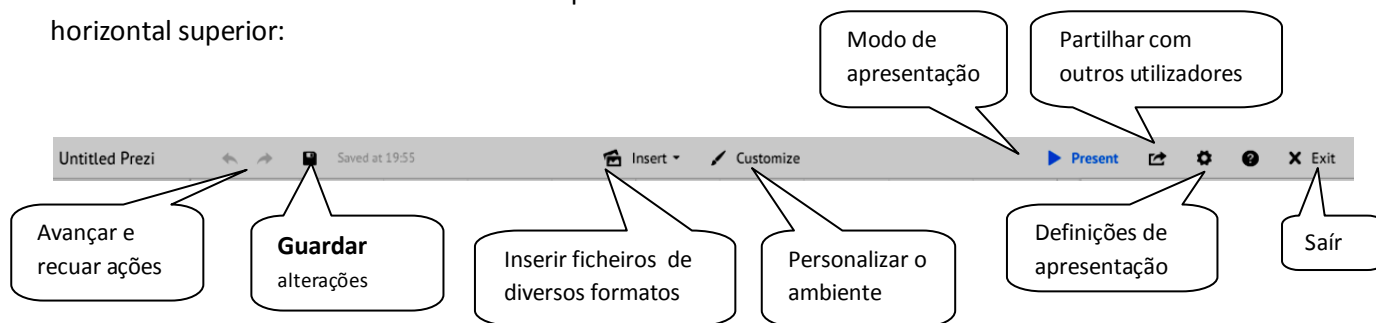 horizontal superior:
Modo de
apresentação
Partilhar com
outros utilizadores
Untitled Prezi Saved at 19:55 Insert Customize Present Exit
Avançar e
recuar ações
Guardar
alterações
Inserir ficheiros de
diversos formatos
Personalizar o
ambiente
Definições de
apresentação
Saír